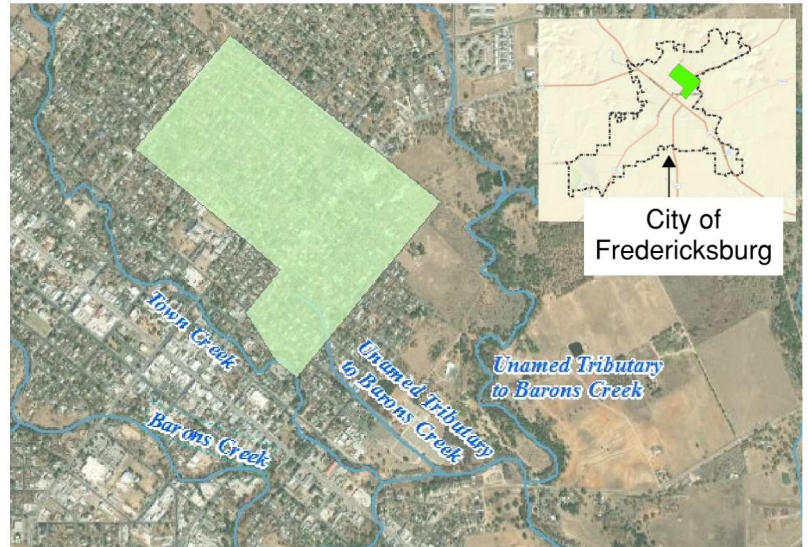 City of
Fredericksburg
Town Creek
Unamed Tributary
to Barons Creek
Unamed Tributary
to Barons Creek
Barons Creek